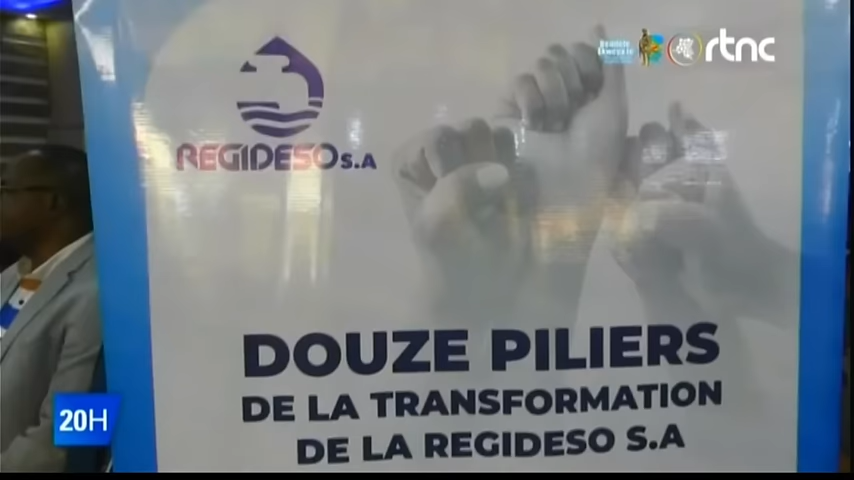 rtnc
REGIDESO S.A
DOUZE PILIERS
DE LA TRANSFORMATION
DE LA REGIDESO S.A
20H